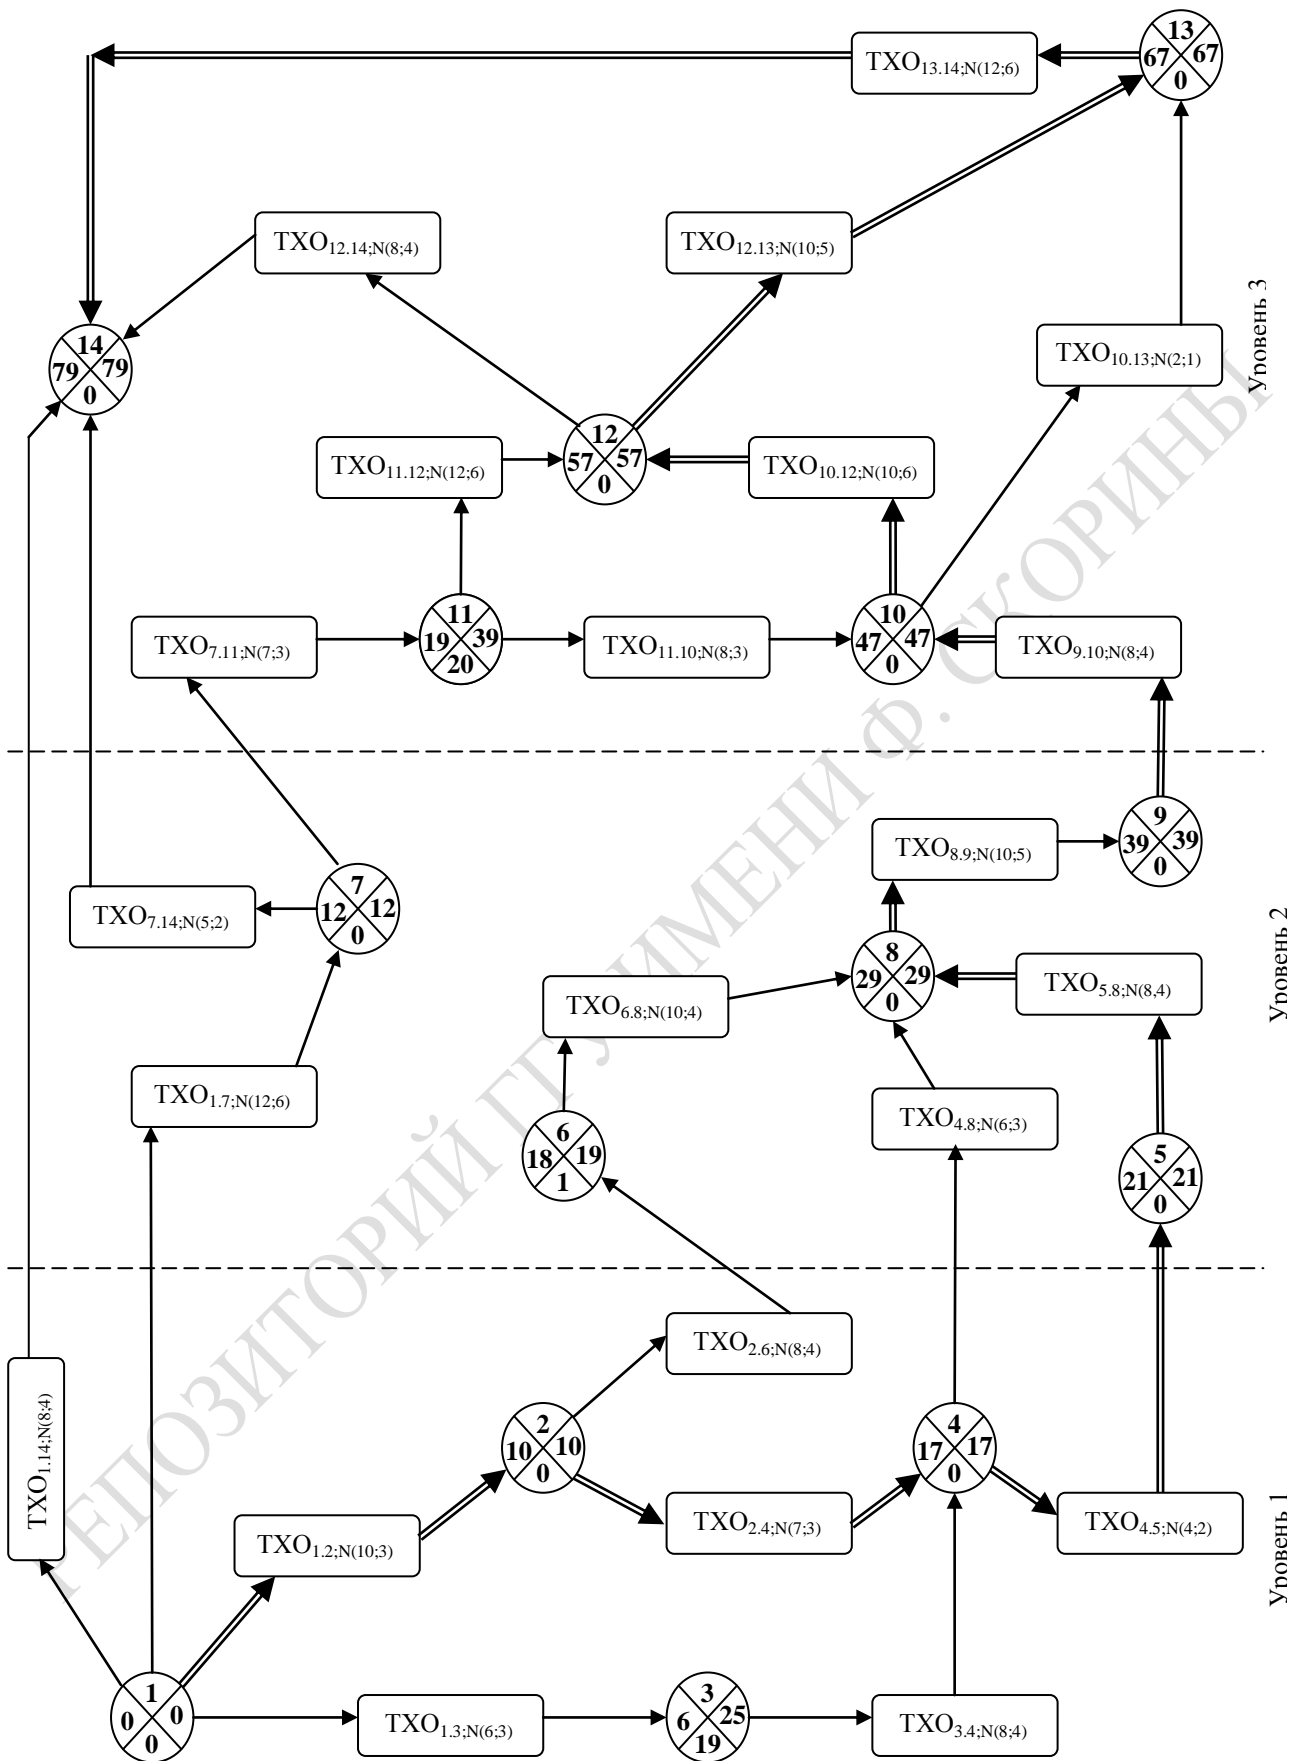 13
67 67
0
ТХО13.14;N(12;6)
ТХО12.14;N(8;4)
ТХО12.13;N(10;5)
14
79 79
0
ТХО10.13;N(2;1)
Уровень 3
12
57 57
0
ТХО11.12;N(12;6)
ТХО10.12;N(10;6)
11
19 39
20
10
47 47
0
ТХО7.11;N(7;3)
ТХО11.10;N(8;3)
ТХО9.10;N(8;4)
9
39 39
0
ТХО8.9;N(10;5)
7
12 12
0
ТХО7.14;N(5;2)
8
29 29
0
ТХО6.8;N(10;4)
ТХО5.8;N(8,4)
Уровень 2
ТХО1.7;N(12;6)
ТХО4.8;N(6;3)
6
18 19
1
5
21 21
0
ТХО2.6;N(8;4)
ТХО1.14;N(8;4)
2
10 10
0
4
17 17
0
ТХО1.2;N(10;3)
ТХО2.4;N(7;3)
ТХО4.5;N(4;2)
Уровень 1
1
0 0
0
ТХО1.3;N(6;3)
3
6 25
19
ТХО3.4;N(8;4)
РЕПОЗИТОРИЙ ГГУ ИМЕНИ Ф. СКОРИНЫ